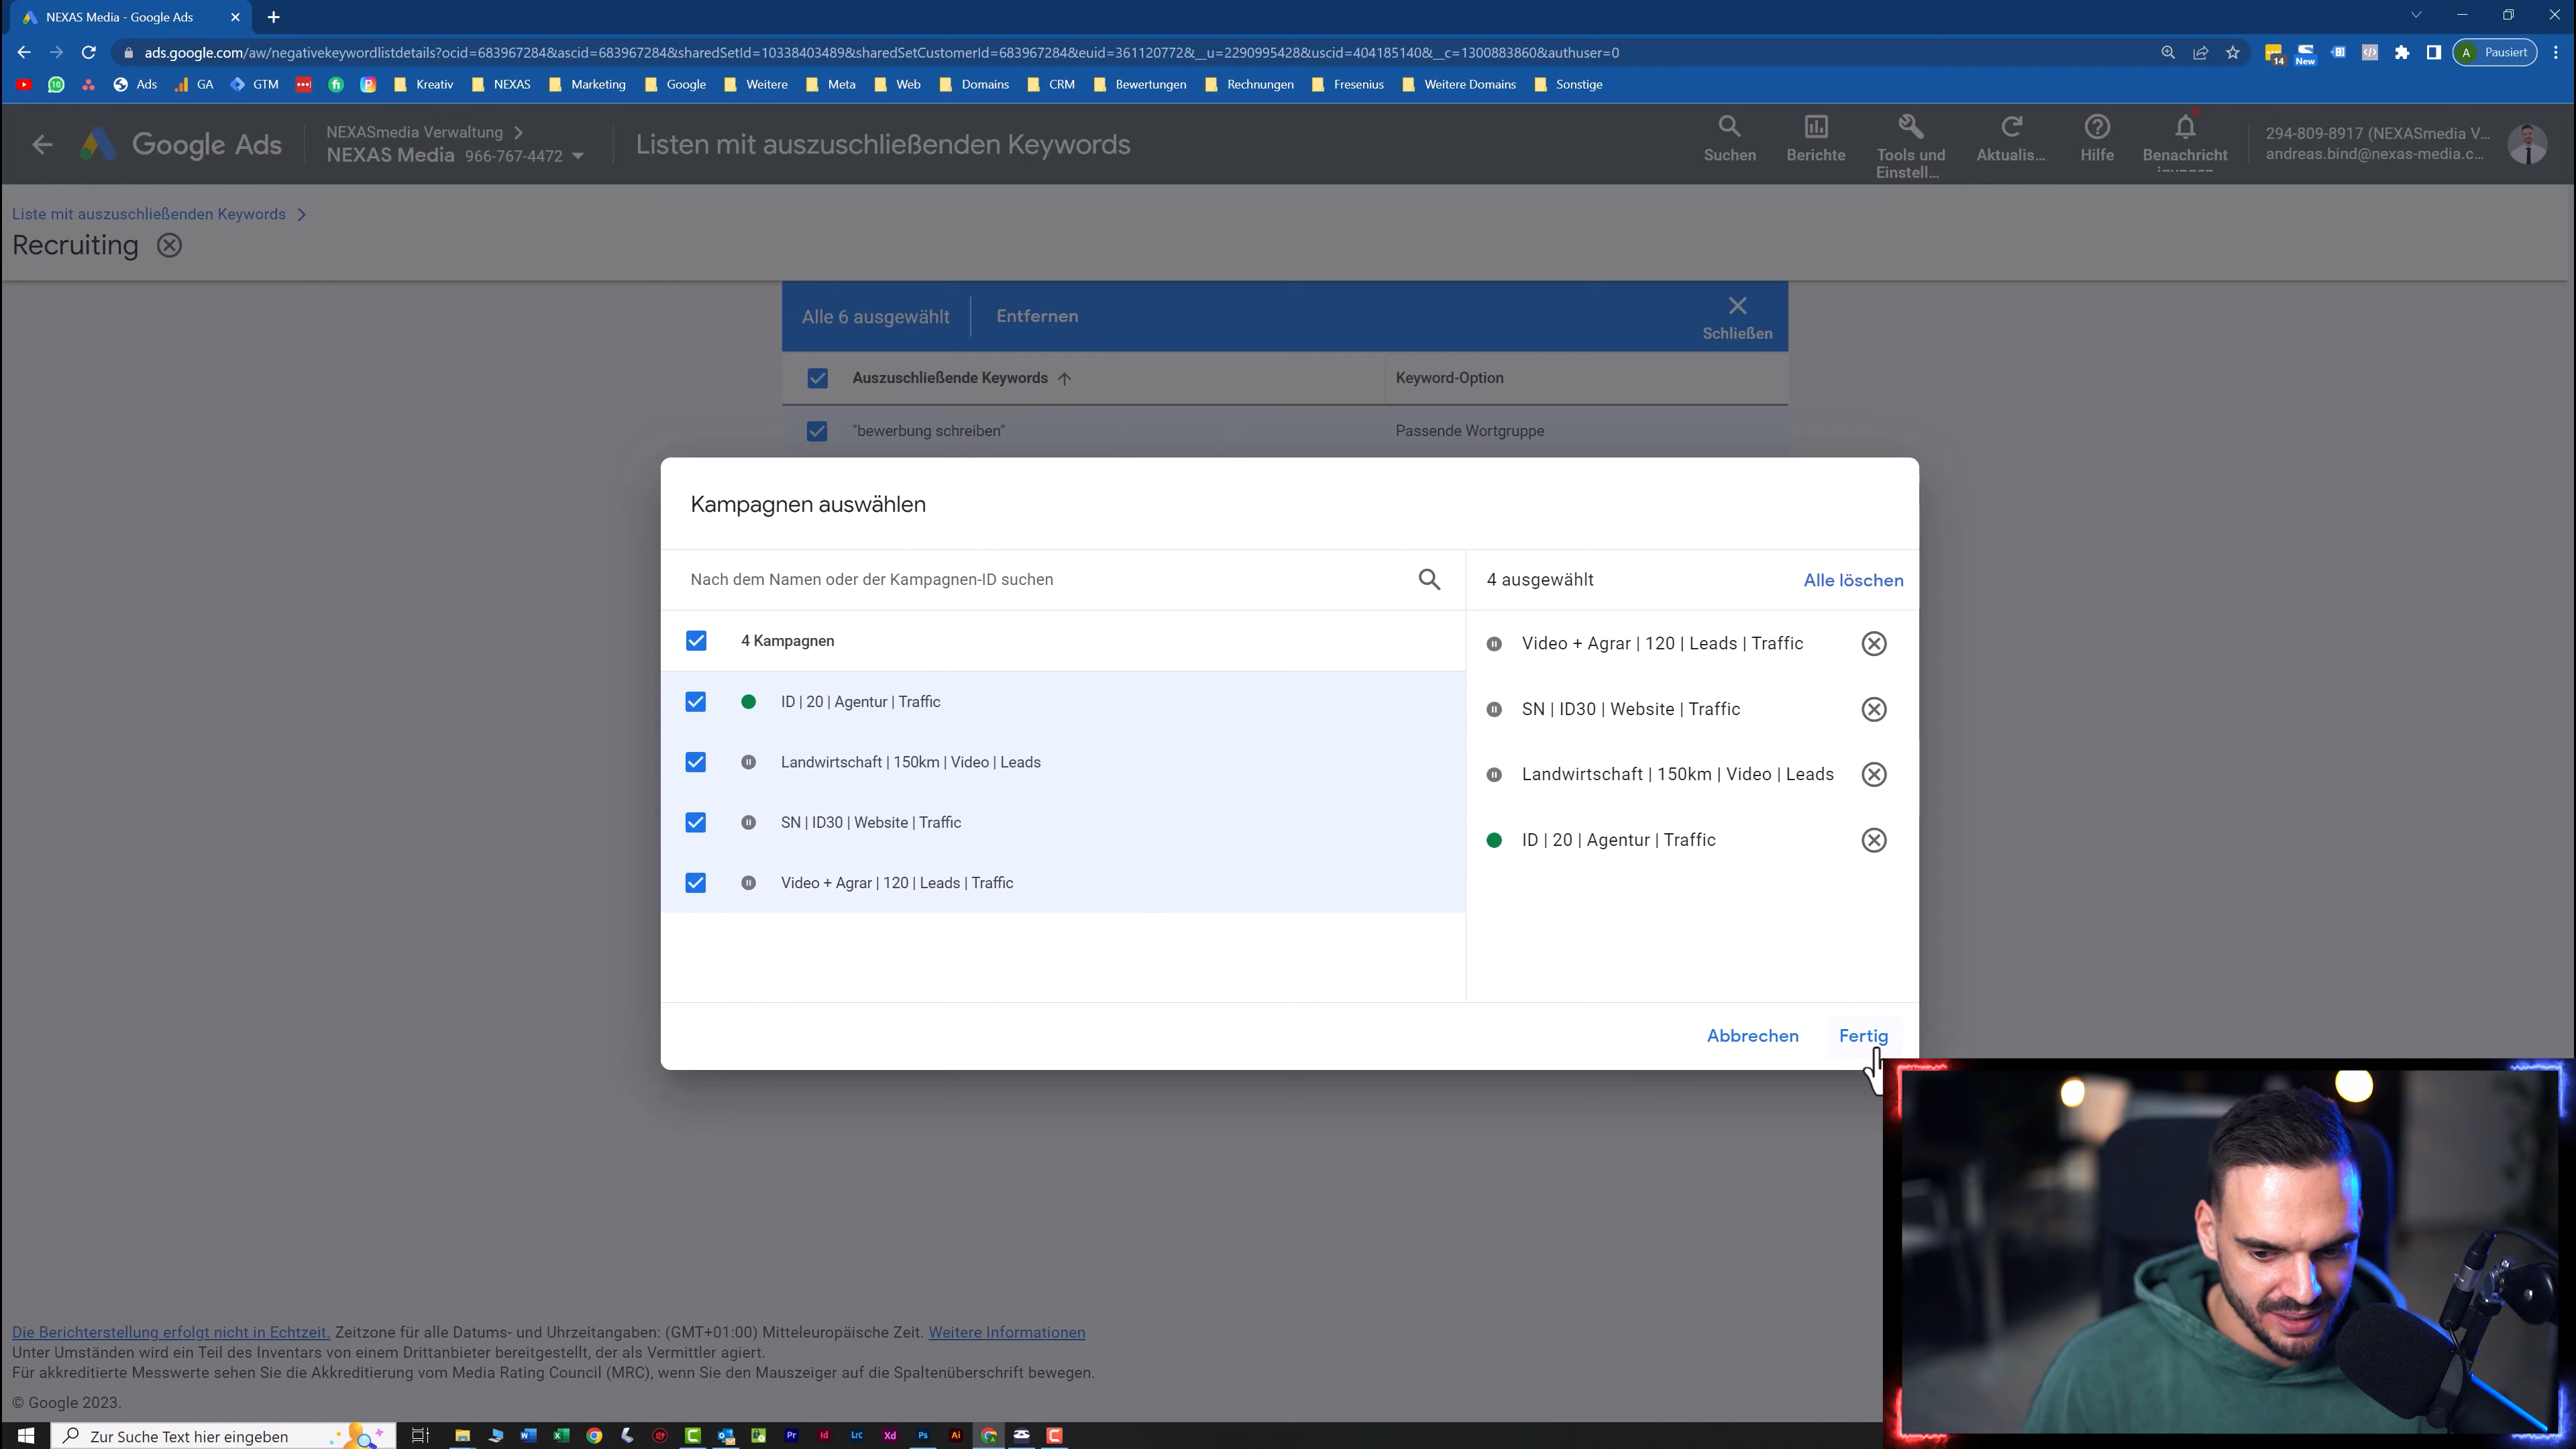 NEXAS Media - Google Ads
ads.google.com/aw/negativekeywordlistdetails?ocid=683967284&ascid=683967284&sharedSetId=10338403489&sharedSetCustomerId=683967284&euid=361120772&__u=2290995428&uscid=404185140&__c=1300883860&authuser=0
14
New
A
Pausiert
10
Ads
GA
GTM
Kreativ
NEXAS
Marketing
Google
Weitere
Meta
Web
Domains
CRM
Bewertungen
Rechnungen
Fresenius
Weitere Domains
Sonstige
Google Ads
NEXASmedia Verwaltung
NEXAS Media 966-767-4472
Listen mit auszuschließenden Keywords
Suchen
Berichte
Tools und
Einstell...
Aktualis...
Hilfe
Benachricht
294-809-8917 (NEXASmedia V...
andreas.bind@nexas-media.c...
Liste mit auszuschließenden Keywords
Recruiting
Alle 6 ausgewählt
Entfernen
Schließen
Auszuschließende Keywords
Keyword-Option
"bewerbung schreiben"
Passende Wortgruppe
Kampagnen auswählen
Nach dem Namen oder der Kampagnen-ID suchen
4 ausgewählt
Alle löschen
4 Kampagnen
ID | 20 | Agentur | Traffic
Landwirtschaft | 150km | Video | Leads
SN | ID30 | Website | Traffic
Video + Agrar | 120 | Leads | Traffic
Video + Agrar | 120 | Leads | Traffic
SN | ID30 | Website | Traffic
Landwirtschaft | 150km | Video | Leads
ID | 20 | Agentur | Traffic
Abbrechen
Fertig
Die Berichterstellung erfolgt nicht in Echtzeit. Zeitzone für alle Datums- und Uhrzeitangaben: (GMT+01:00) Mitteleuropäische Zeit. Weitere Informationen
Unter Umständen wird ein Teil des Inventars von einem Drittanbieter bereitgestellt, der als Vermittler agiert.
Für akkreditierte Messwerte sehen Sie die Akkreditierung vom Media Rating Council (MRC), wenn Sie den Mauszeiger auf die Spaltenüberschrift bewegen.
© Google 2023.
Zur Suche Text hier eingeben
Pr
Id
Lrc
Xd
Ps
Ai